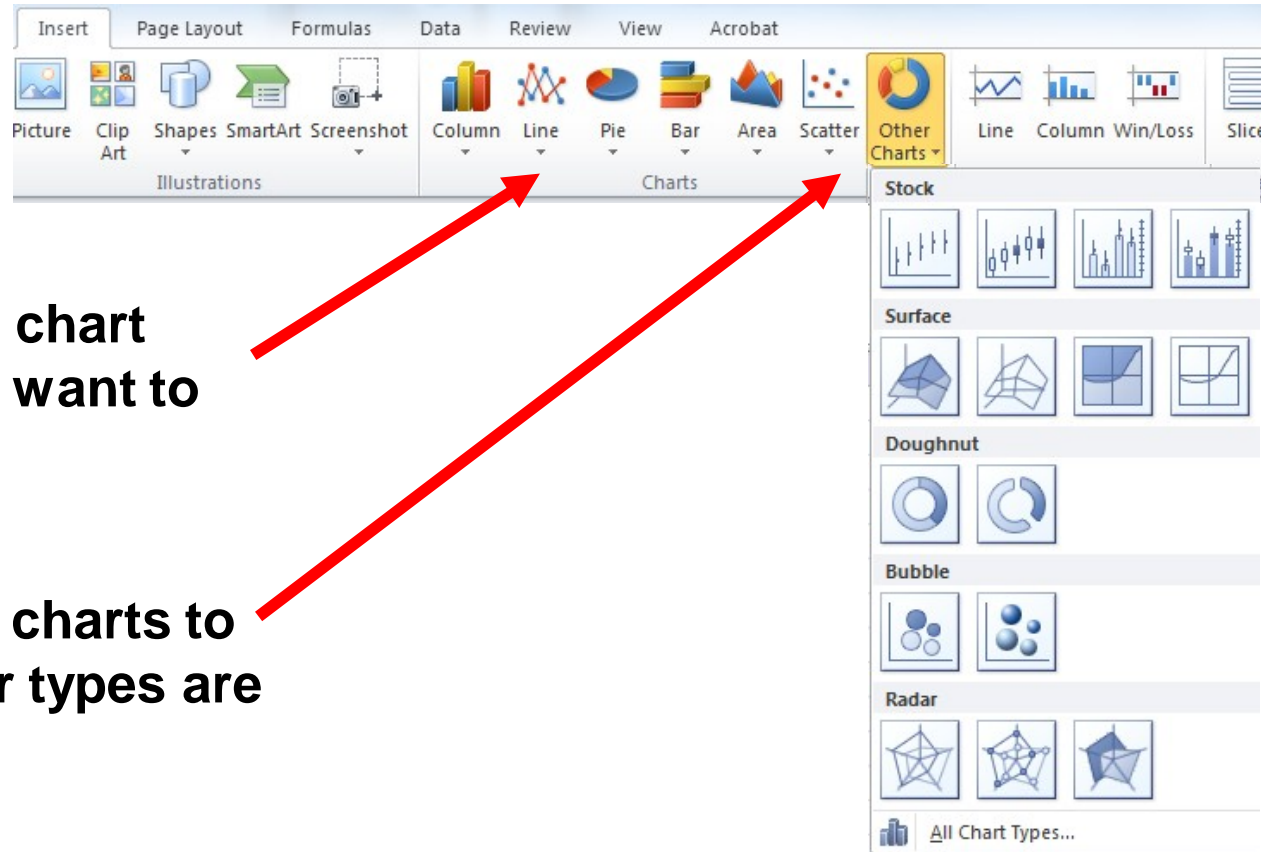 Insert Page Layout Formulas Data Review View Acrobat
Picture Clip Art Shapes SmartArt Screenshot Column Line Pie Bar Area Scatter Other Charts Line Column Win/Loss
Illustrations Charts
Stock
chart
want to
Surface
Doughnut
Bubble
charts to
types are
Radar
All Chart Types...